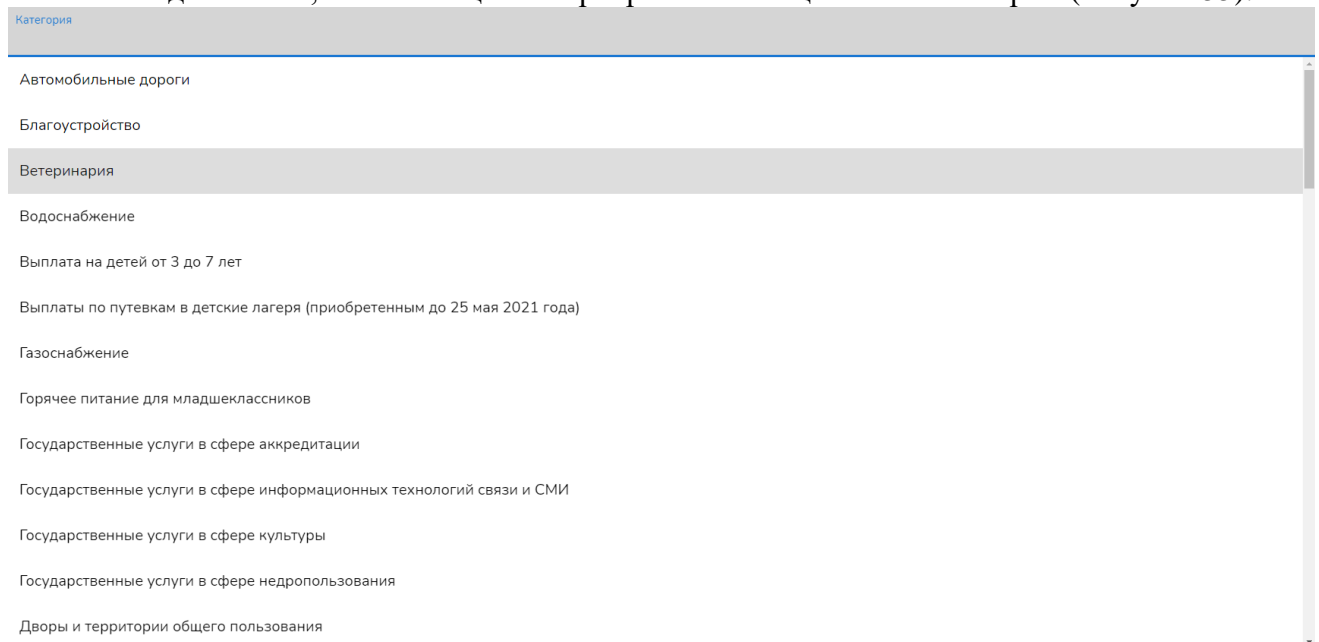 Категория
Автомобильные дороги
Благоустройство
Ветеринария
Водоснабжение
Выплата на детей от 3 до 7 лет
Выплаты по путевкам в детские лагеря (приобретенным до 25 мая 2021 года)
Газоснабжение
Горячее питание для младшеклассников
Государственные услуги в сфере аккредитации
Государственные услуги в сфере информационных технологий связи и СМИ
Государственные услуги в сфере культуры
Государственные услуги в сфере недропользования
Дворы и территории общего пользования